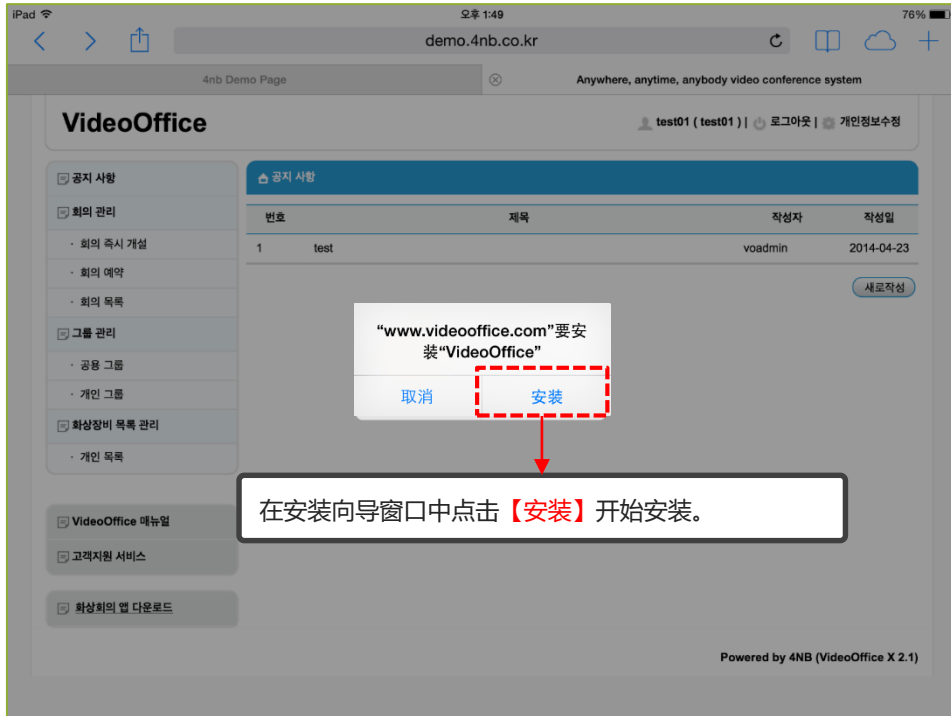 iPad 오후 1:49 76%
demo.4nb.co.kr
4nb Demo Page Anywhere, anytime, anybody video conference system
VideoOffice
test01 ( test01 ) | 로그아웃 | 개인정보수정
공지 사항
회의 관리
· 회의 즉시 개설
· 회의 예약
· 회의 목록
그룹 관리
· 공용 그룹
· 개인 그룹
화상장비 목록 관리
· 개인 목록
VideoOffice 매뉴얼
고객지원 서비스
화상회의 앱 다운로드
공지 사항
번호 제목 작성자 작성일
1 test voadmin 2014-04-23
새로작성
“www.videooffice.com”要安
装“VideoOffice”
取消 安装
在安装向导窗口中点击【安装】开始安装。
Powered by 4NB (VideoOffice X 2.1)